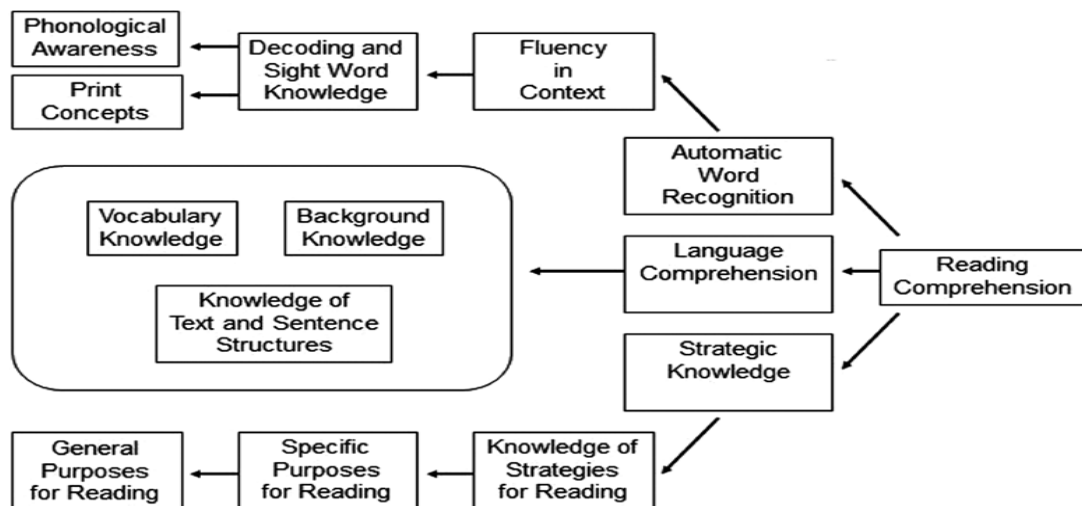 Phonological
Awareness
Print
Concepts
Decoding and
Sight Word
Knowledge
Fluency
in
Context
Automatic
Word
Recognition
Vocabulary
Knowledge
Background
Knowledge
Knowledge of
Text and Sentence
Structures
Language
Comprehension
Reading
Comprehension
Strategic
Knowledge
General
Purposes
for Reading
Specific
Purposes
for Reading
Knowledge of
Strategies
for Reading